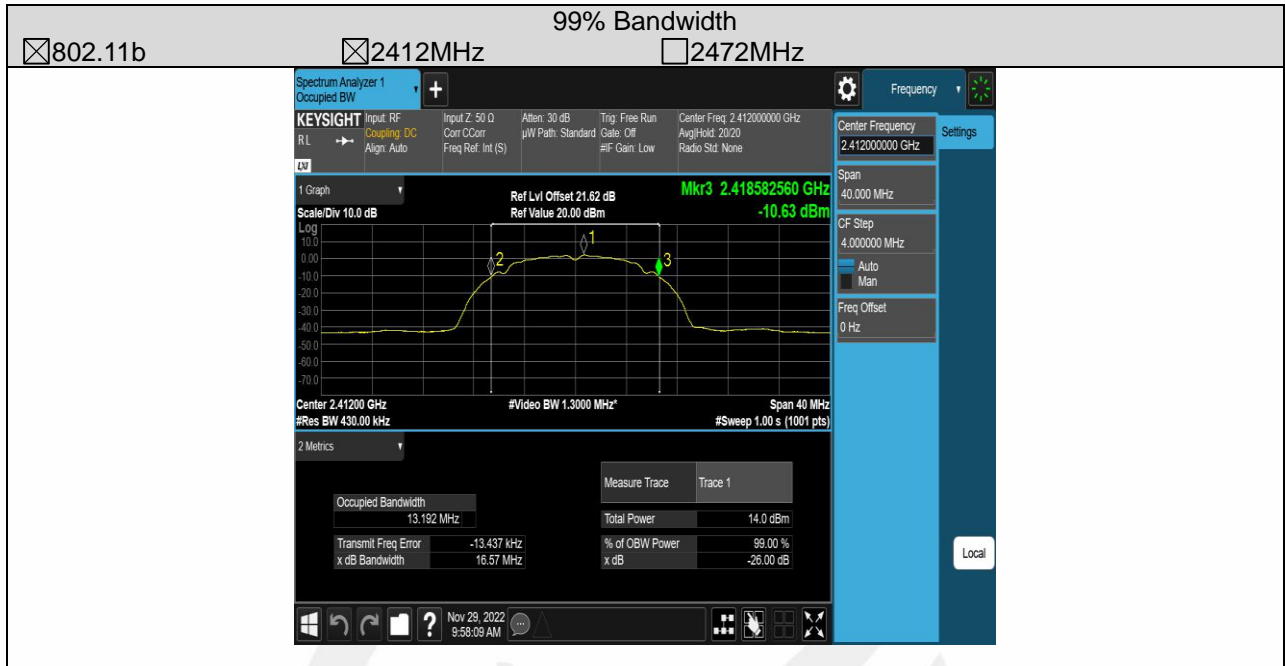 99% Bandwidth
☒802.11b ☒2412MHz ☐2472MHz
Spectrum Analyzer 1
Occupied BW
+
Frequency
KEYSIGHT Input: RF Input Z: 50 Ω Atten: 30 dB Trig: Free Run Center Freq: 2.412000000 GHz
RL Coupling: DC Corr CCorr µW Path: Standard Gate: Off Avg|Hold: 20/20
Align: Auto Freq Ref: Int (S) #IF Gain: Low Radio Std: None
LXI
Center Frequency
2.412000000 GHz
Settings
Span
40.000 MHz
CF Step
4.000000 MHz
Auto
Man
Freq Offset
0 Hz
1 Graph
Ref Lvl Offset 21.62 dB Mkr3 2.418582560 GHz
Scale/Div 10.0 dB Ref Value 20.00 dBm -10.63 dBm
Log
10.0
0.00
-10.0
-20.0
-30.0
-40.0
-50.0
-60.0
-70.0
1
2
3
Center 2.41200 GHz #Video BW 1.3000 MHz* Span 40 MHz
#Res BW 430.00 kHz #Sweep 1.00 s (1001 pts)
2 Metrics
Measure Trace Trace 1
Occupied Bandwidth
13.192 MHz Total Power 14.0 dBm
Transmit Freq Error -13.437 kHz % of OBW Power 99.00 %
x dB Bandwidth 16.57 MHz x dB -26.00 dB
Local
?
Nov 29, 2022
9:58:09 AM